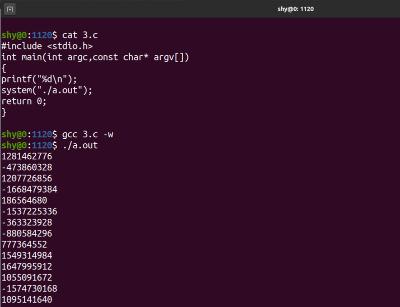 shy@0: 1120
shy@0:1120$ cat 3.c
#include <stdio.h>
int main(int argc,const char* argv[])
{
printf("%d\n");
system("./a.out");
return 0;
}
shy@0:1120$ gcc 3.c -w
shy@0:1120$ ./a.out
1281462776
-473860328
1207726856
-1668479384
186564680
-1537225336
-363323928
-880584296
777364552
1549314984
1647995912
1055091672
-1574730168
1095141640